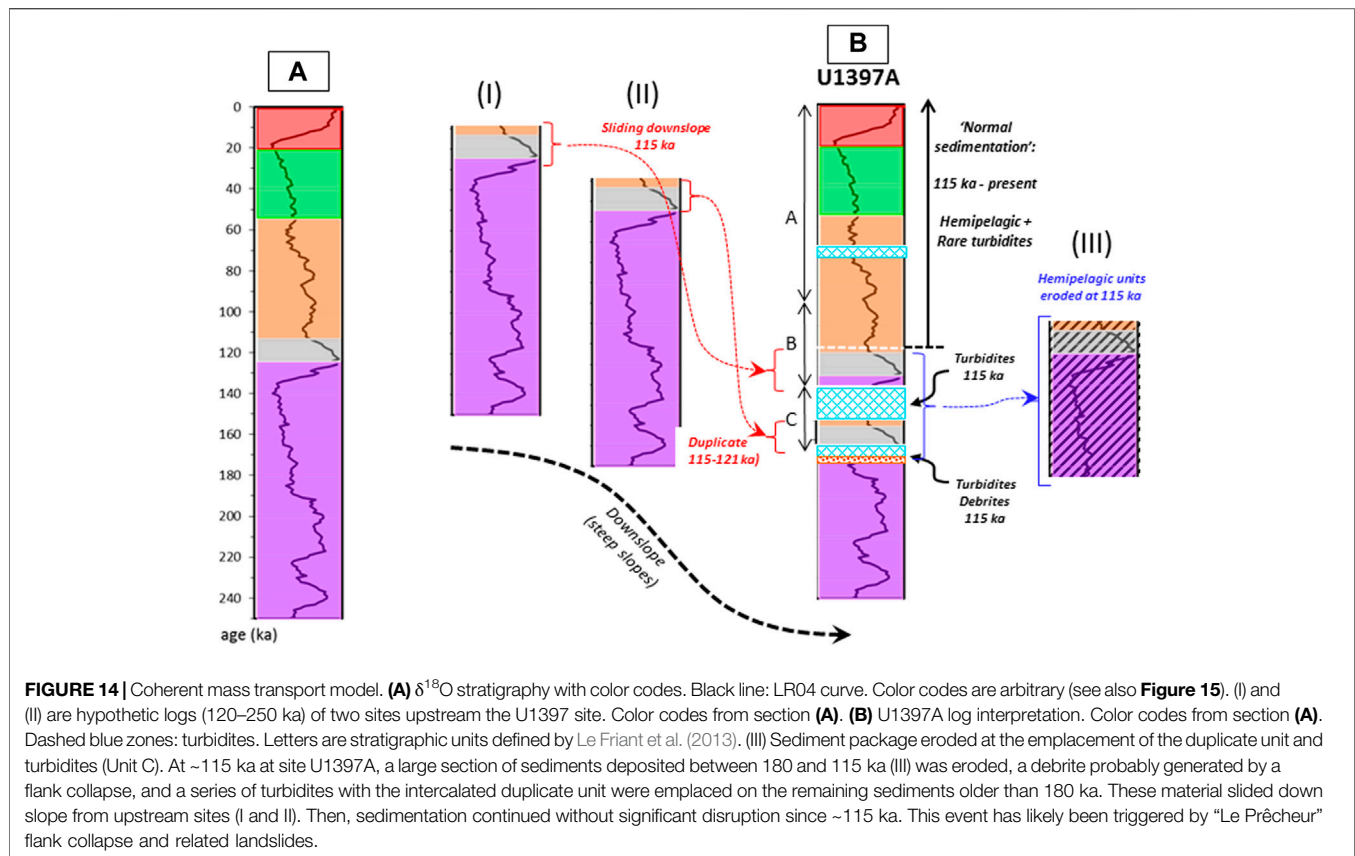 A
B
U1397A
(I)
(II)
(III)
0
20
40
60
80
100
120
140
160
180
200
220
240
age (ka)
Sliding downslope
115 ka
Duplicate
115-121 ka)
Downslope
(steep slopes)
A
B
C
'Normal
sedimentation':
115 ka - present
Hemipelagic +
Rare turbidites
Turbidites
115 ka
Turbidites
Debrites
115 ka
Hemipelagic units
eroded at 115 ka
FIGURE 14 | Coherent mass transport model. (A) δ18O stratigraphy with color codes. Black line: LR04 curve. Color codes are arbitrary (see also Figure 15). (I) and
(II) are hypothetic logs (120–250 ka) of two sites upstream the U1397 site. Color codes from section (A). (B) U1397A log interpretation. Color codes from section (A).
Dashed blue zones: turbidites. Letters are stratigraphic units defined by Le Friant et al. (2013). (III) Sediment package eroded at the emplacement of the duplicate unit and
turbidites (Unit C). At ~115 ka at site U1397A, a large section of sediments deposited between 180 and 115 ka (III) was eroded, a debrite probably generated by a
flank collapse, and a series of turbidites with the intercalated duplicate unit were emplaced on the remaining sediments older than 180 ka. These material slided down
slope from upstream sites (I and II). Then, sedimentation continued without significant disruption since ~115 ka. This event has likely been triggered by “Le Prêcheur”
flank collapse and related landslides.